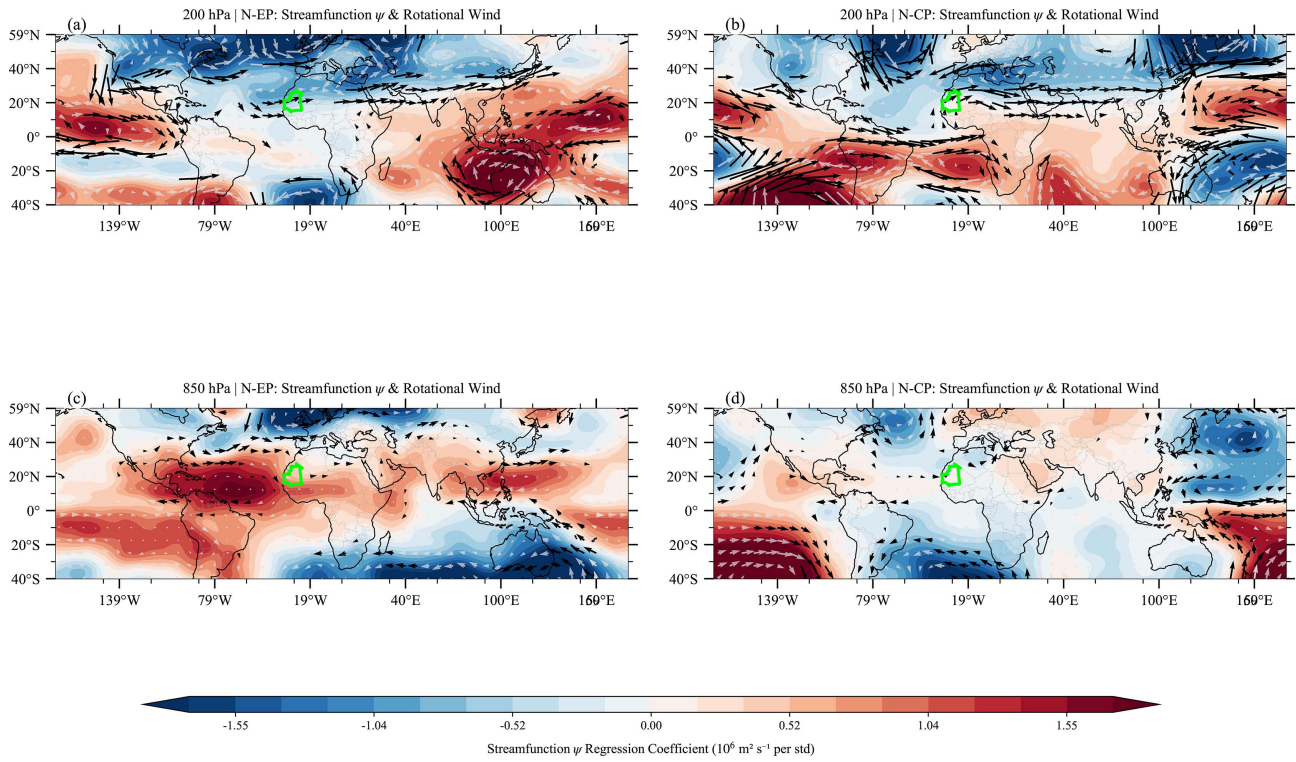 (a)
200 hPa | N-EP: Streamfunction ψ & Rotational Wind
59°N
40°N
20°N
0°
20°S
40°S
139°W 79°W 19°W 40°E 100°E
(b)
200 hPa | N-CP: Streamfunction ψ & Rotational Wind
59°N
40°N
20°N
0°
20°S
40°S
139°W 79°W 19°W 40°E 100°E
(c)
850 hPa | N-EP: Streamfunction ψ & Rotational Wind
59°N
40°N
20°N
0°
20°S
40°S
139°W 79°W 19°W 40°E 100°E
(d)
850 hPa | N-CP: Streamfunction ψ & Rotational Wind
59°N
40°N
20°N
0°
20°S
40°S
139°W 79°W 19°W 40°E 100°E
-1.55 -1.04 -0.52 0.00 0.52 1.04 1.55
Streamfunction ψ Regression Coefficient (10⁶ m² s⁻¹ per std)